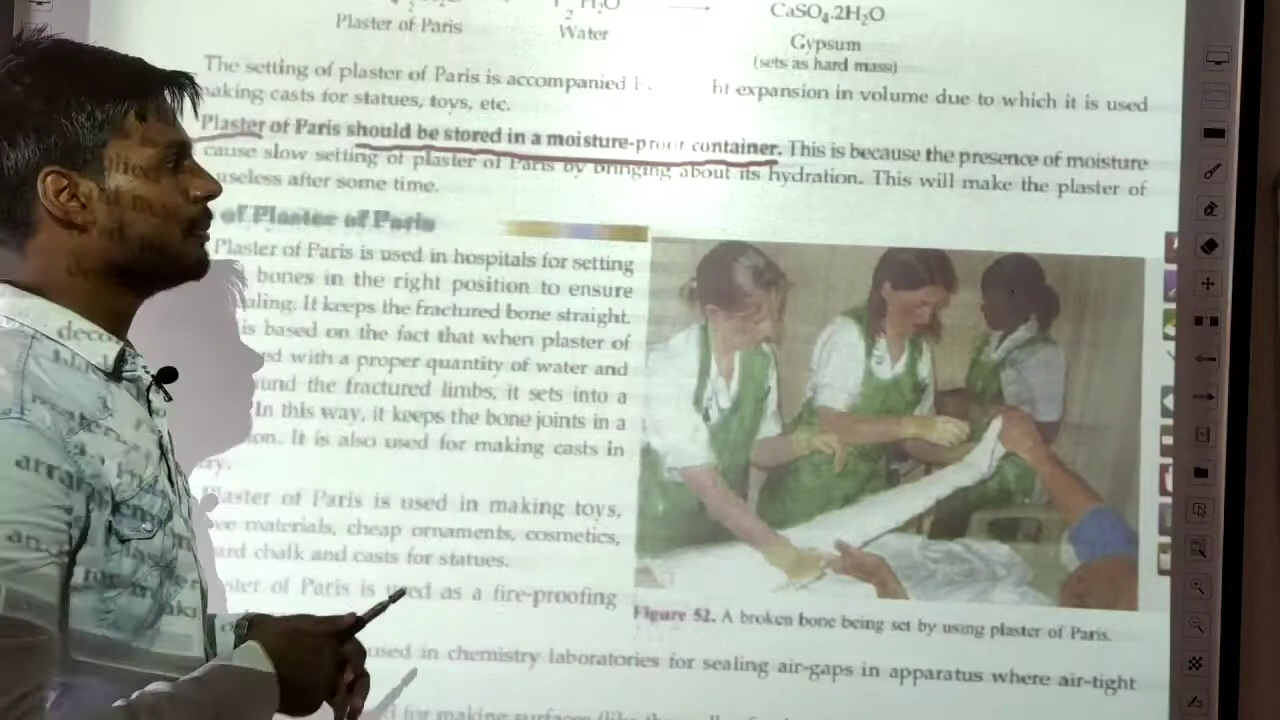 CaSO₄.2H₂O
Plaster of Paris Water Gypsum
(sets as hard mass)
The setting of plaster of Paris is accompanied ht expansion in volume due to which it is used
making casts for statues, toys, etc.
Plaster of Paris should be stored in a moisture-proof container. This is because the presence of moisture
cause slow setting of plaster of Paris by bringing about its hydration. This will make the plaster of
useless after some time.
of Plaster of Paris
Plaster of Paris is used in hospitals for setting
bones in the right position to ensure
It keeps the fractured bone straight.
is based on the fact that when plaster of
with a proper quantity of water and
the fractured limbs, it sets into a
In this way, it keeps the bone joints in a
It is also used for making casts in
Plaster of Paris is used in making toys,
materials, cheap ornaments, cosmetics,
chalk and casts for statues.
of Paris is used as a fire-proofing
Figure 52. A broken bone being set by using plaster of Paris.
used in chemistry laboratories for sealing air-gaps in apparatus where air-tight
for making surfaces (like the